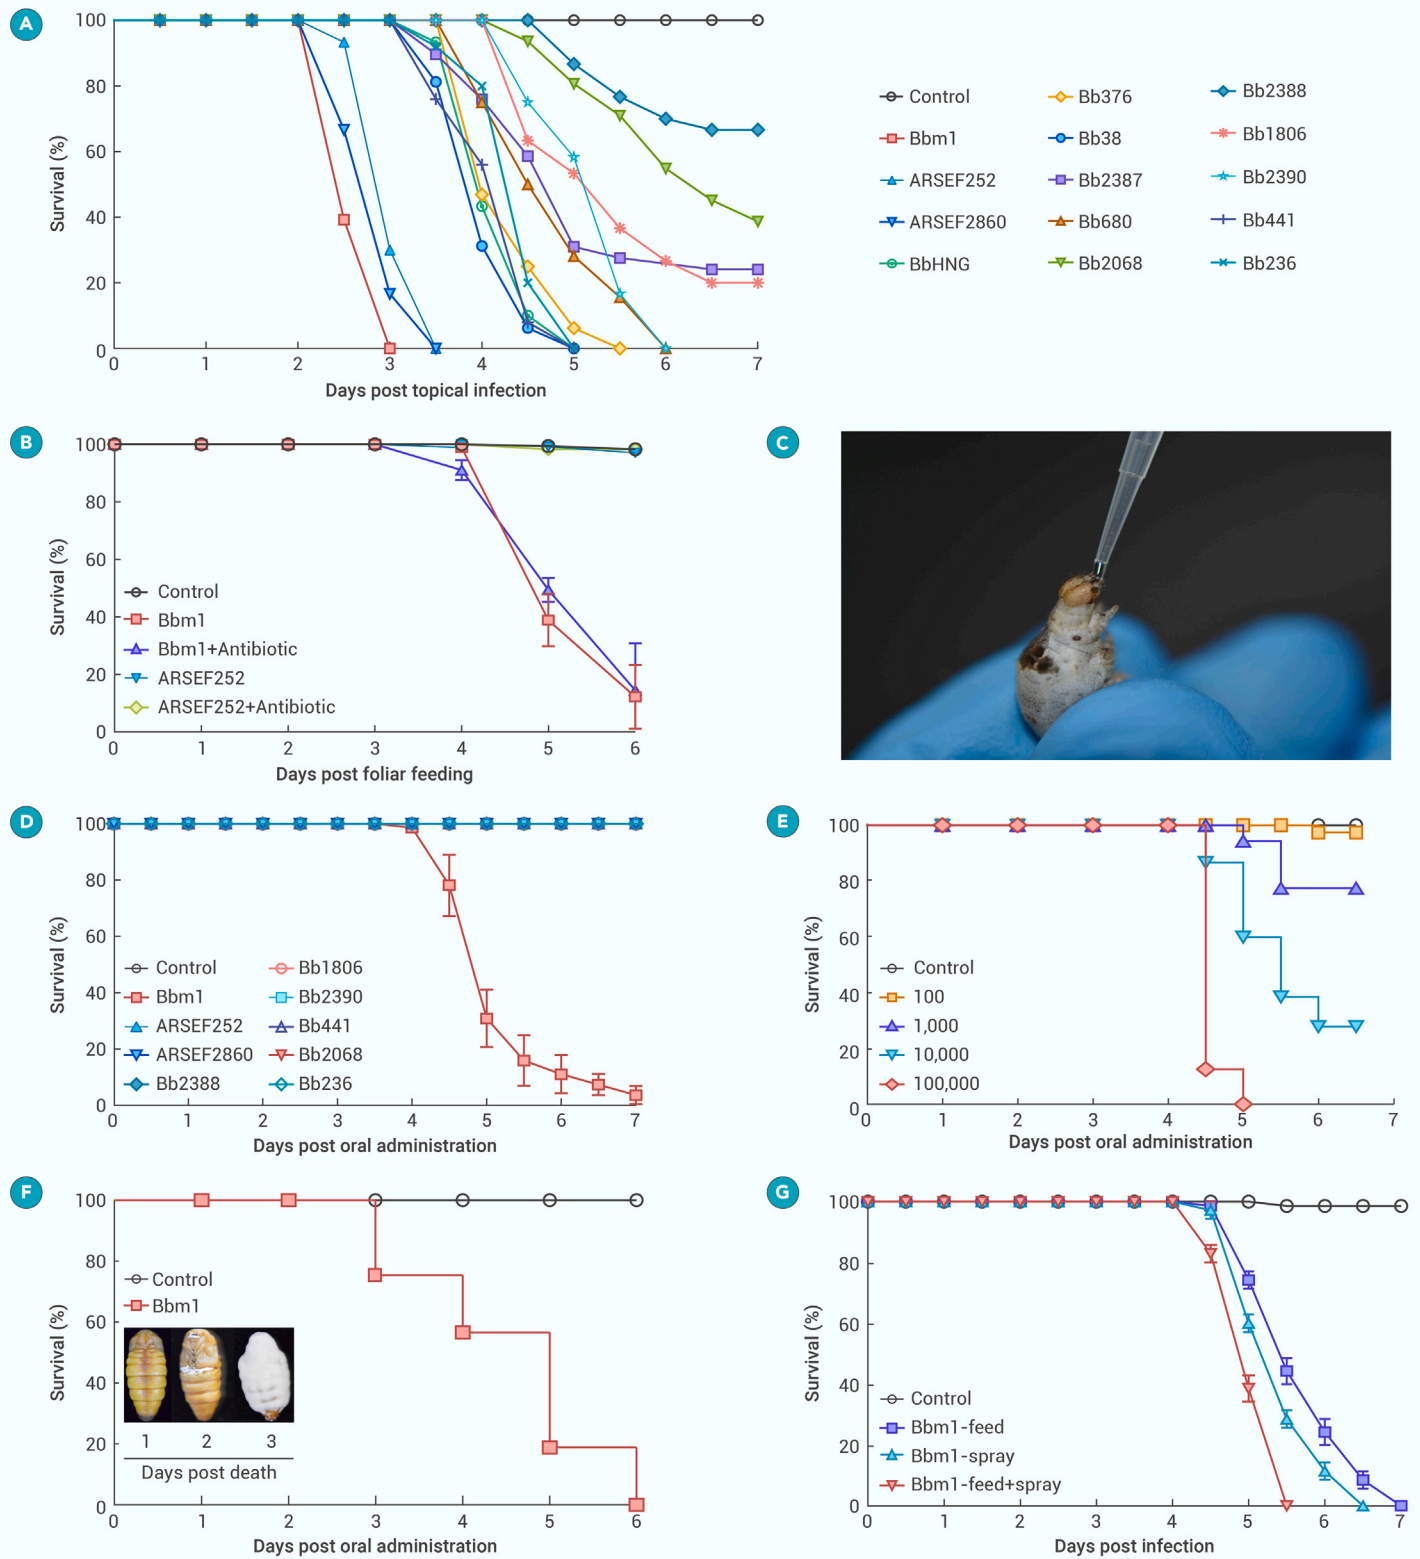 A
Survival (%)
100
80
60
40
20
0
0 1 2 3 4 5 6 7
Days post topical infection
Control
Bbm1
ARSEF252
ARSEF2860
BbHNG
Bb376
Bb38
Bb2387
Bb680
Bb2068
Bb2388
Bb1806
Bb2390
Bb441
Bb236
B
Survival (%)
100
80
60
40
20
0
Control
Bbm1
Bbm1+Antibiotic
ARSEF252
ARSEF252+Antibiotic
0 1 2 3 4 5 6
Days post foliar feeding
C
D
Survival (%)
100
80
60
40
20
0
Control
Bbm1
ARSEF252
ARSEF2860
Bb2388
Bb1806
Bb2390
Bb441
Bb2068
Bb236
0 1 2 3 4 5 6 7
Days post oral administration
E
Survival (%)
100
80
60
40
20
0
Control
100
1,000
10,000
100,000
0 1 2 3 4 5 6 7
Days post oral administration
F
Survival (%)
100
80
60
40
20
0
Control
Bbm1
1 2 3
Days post death
0 1 2 3 4 5 6
Days post oral administration
G
Survival (%)
100
80
60
40
20
0
Control
Bbm1-feed
Bbm1-spray
Bbm1-feed+spray
0 1 2 3 4 5 6 7
Days post infection